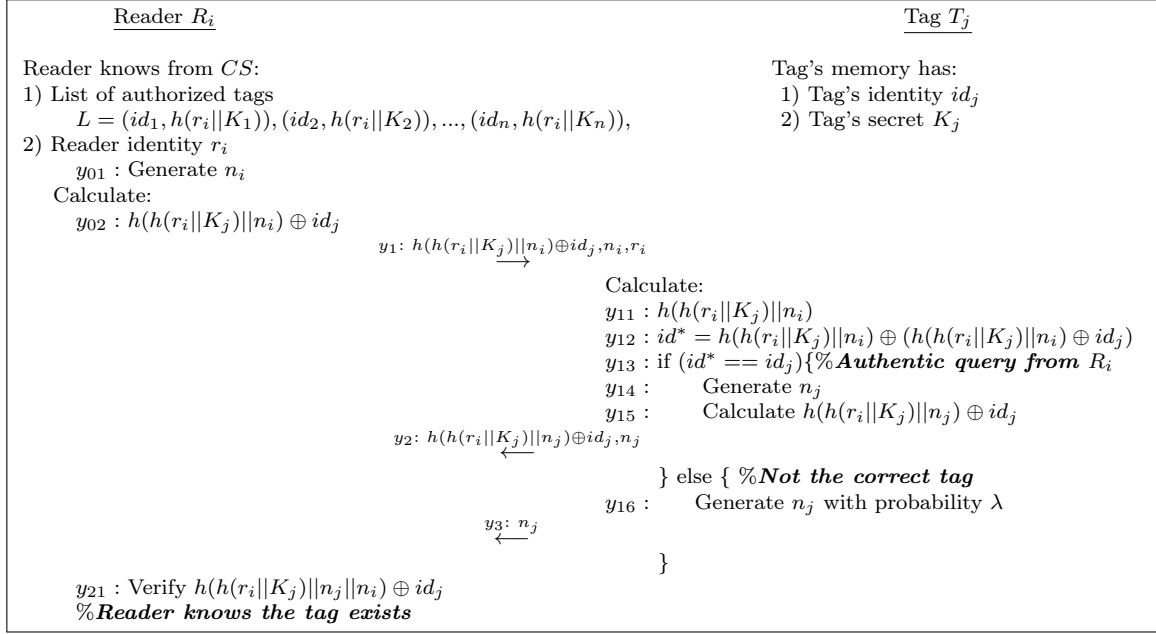 Reader R_i
Tag T_j
Reader knows from CS:
Tag's memory has:
1) List of authorized tags
1) Tag's identity id_j
L = (id_1, h(r_i||K_1)), (id_2, h(r_i||K_2)), ..., (id_n, h(r_i||K_n)),
2) Tag's secret K_j
2) Reader identity r_i
y_01 : Generate n_i
Calculate:
y_02 : h(h(r_i||K_j)||n_i) ⊕ id_j
y_1: h(h(r_i||K_j)||n_i)⊕id_j,n_i,r_i
⟶
Calculate:
y_11 : h(h(r_i||K_j)||n_i)
y_12 : id* = h(h(r_i||K_j)||n_i) ⊕ (h(h(r_i||K_j)||n_i) ⊕ id_j)
y_13 : if (id* == id_j){%Authentic query from R_i
y_14 : Generate n_j
y_15 : Calculate h(h(r_i||K_j)||n_j) ⊕ id_j
y_2: h(h(r_i||K_j)||n_j)⊕id_j,n_j
⟵
} else { %Not the correct tag
y_16 : Generate n_j with probability λ
y_3: n_j
⟵
}
y_21 : Verify h(h(r_i||K_j)||n_j||n_i) ⊕ id_j
%Reader knows the tag exists